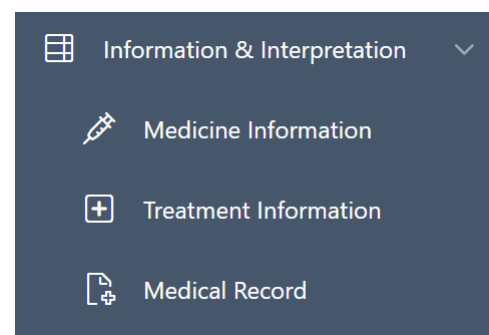 Information & Interpretation
Medicine Information
Treatment Information
Medical Record